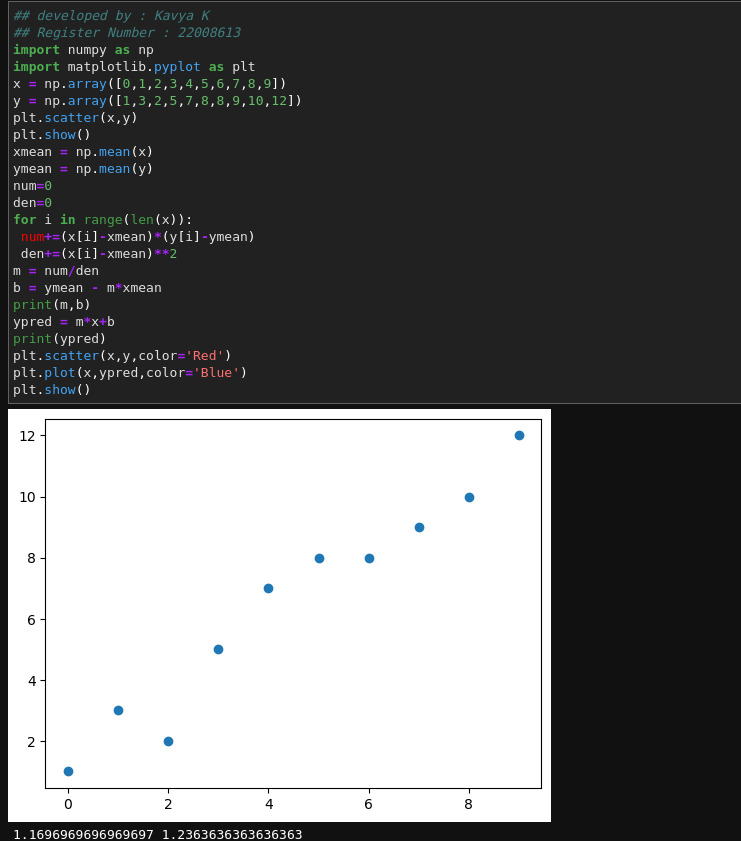 ## developed by : Kavya K
## Register Number : 22008613
import numpy as np
import matplotlib.pyplot as plt
x = np.array([0,1,2,3,4,5,6,7,8,9])
y = np.array([1,3,2,5,7,8,8,9,10,12])
plt.scatter(x,y)
plt.show()
xmean = np.mean(x)
ymean = np.mean(y)
num=0
den=0
for i in range(len(x)):
 num+=(x[i]-xmean)*(y[i]-ymean)
 den+=(x[i]-xmean)**2
m = num/den
b = ymean - m*xmean
print(m,b)
ypred = m*x+b
print(ypred)
plt.scatter(x,y,color='Red')
plt.plot(x,ypred,color='Blue')
plt.show()
12
10
8
6
4
2
0 2 4 6 8
1.1696969696969697 1.2363636363636363